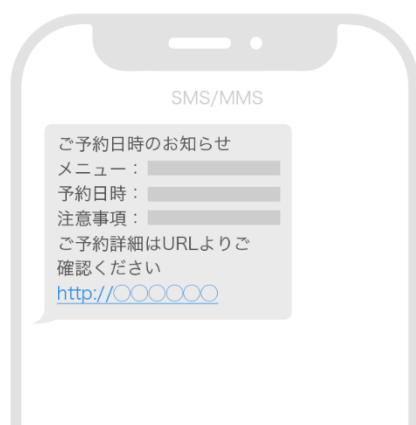 SMS/MMS
ご予約日時のお知らせ
メニュー：
予約日時：
注意事項：
ご予約詳細はURLよりご
確認ください
http://〇〇〇〇〇〇